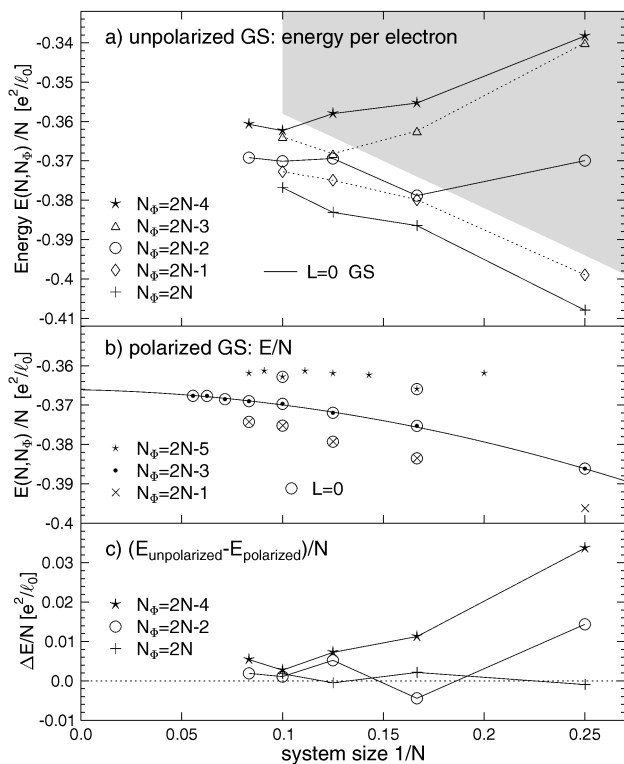 a) unpolarized GS: energy per electron
Energy E(N,N_Φ)/N [e²/ℓ₀]
-0.34
-0.35
-0.36
-0.37
-0.38
-0.39
-0.4
-0.41
★ N_Φ=2N-4
△ N_Φ=2N-3
○ N_Φ=2N-2
◇ N_Φ=2N-1
+ N_Φ=2N
— L=0 GS
b) polarized GS: E/N
E(N,N_Φ)/N [e²/ℓ₀]
-0.36
-0.37
-0.38
-0.39
-0.4
★ N_Φ=2N-5
• N_Φ=2N-3
× N_Φ=2N-1
○ L=0
c) (E_unpolarized-E_polarized)/N
ΔE/N [e²/ℓ₀]
0.03
0.02
0.01
0.0
-0.01
★ N_Φ=2N-4
○ N_Φ=2N-2
+ N_Φ=2N
0.0 0.05 0.1 0.15 0.2 0.25
system size 1/N